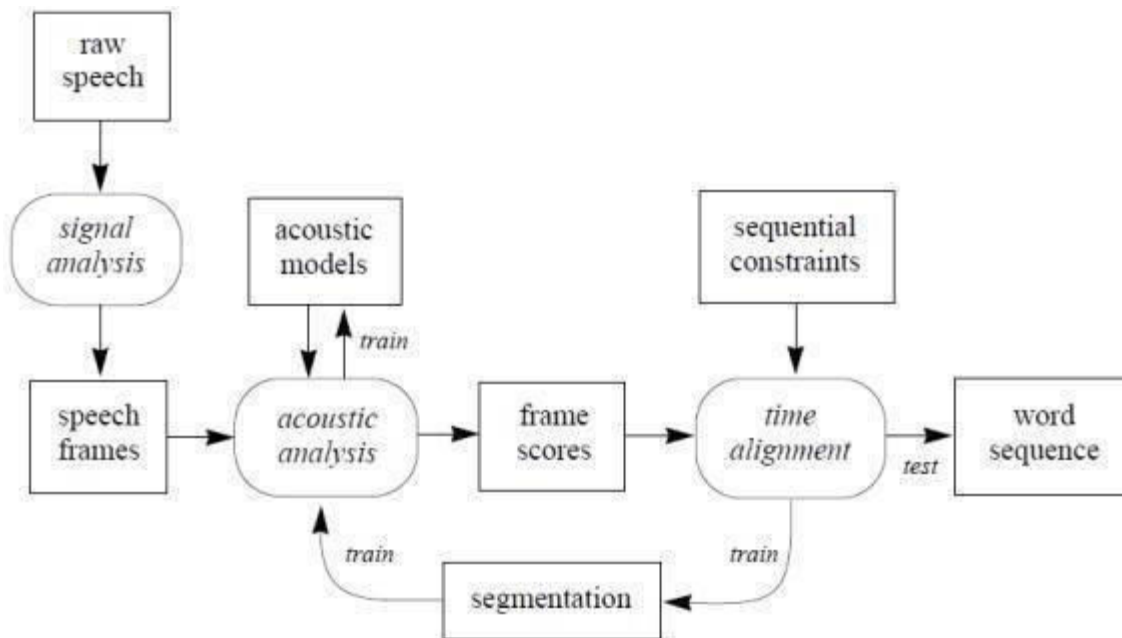 raw
speech
signal
analysis
acoustic
models
sequential
constraints
train
speech
frames
acoustic
analysis
frame
scores
time
alignment
test
word
sequence
train
train
segmentation